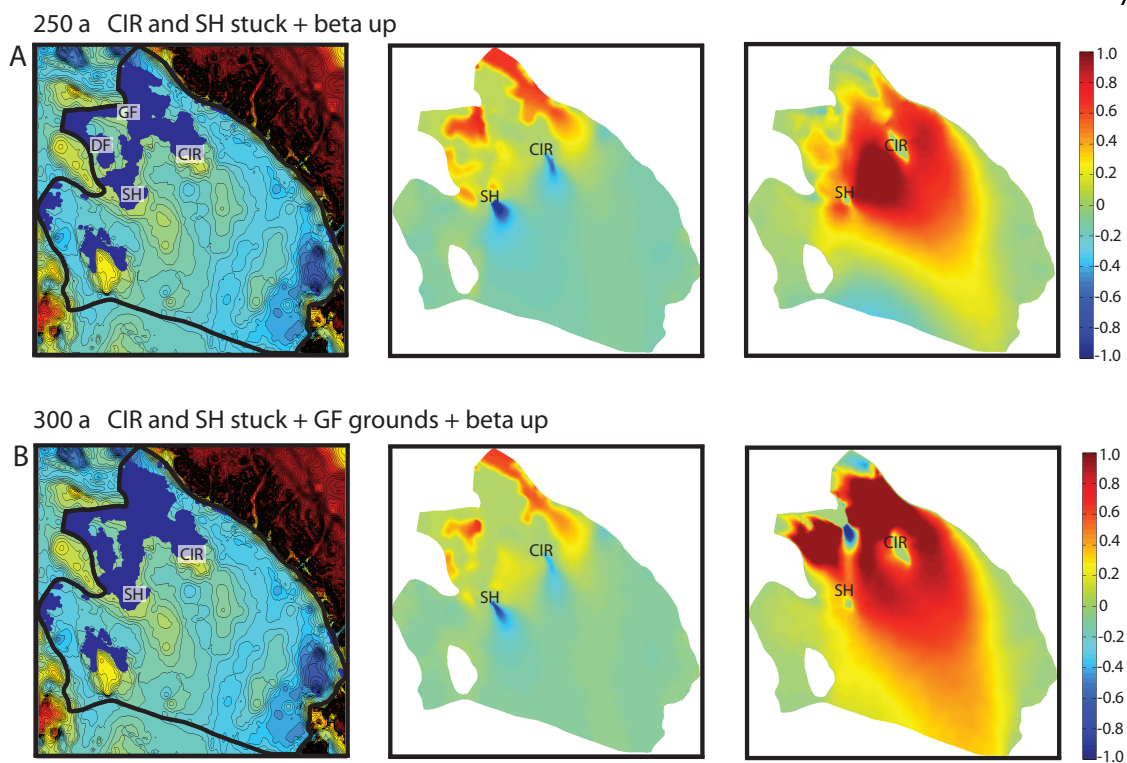 250 a CIR and SH stuck + beta up
A
GF
DF
CIR
SH
CIR
SH
CIR
SH
1.0
0.8
0.6
0.4
0.2
0
-0.2
-0.4
-0.6
-0.8
-1.0
300 a CIR and SH stuck + GF grounds + beta up
B
CIR
SH
CIR
SH
CIR
SH
1.0
0.8
0.6
0.4
0.2
0
-0.2
-0.4
-0.6
-0.8
-1.0